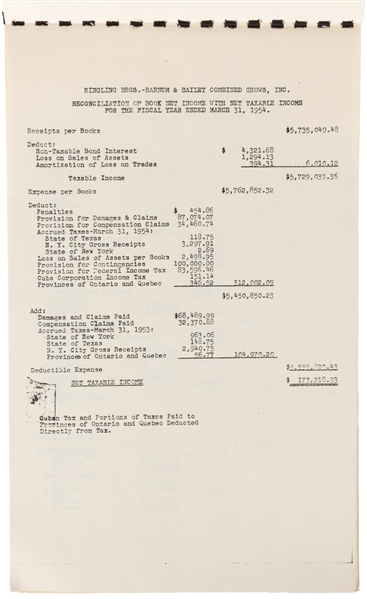 RINGLING BROS.-BARNUM & BAILEY COMBINED SHOWS, INC.
RECONCILIATION OF BOOK NET INCOME WITH NET TAXABLE INCOME
FOR THE FISCAL YEAR ENDED MARCH 31, 1954.
Receipts per Books $5,735,049.48
Deduct:
Non-Taxable Bond Interest $ 4,321.68
Loss on Sales of Assets 1,294.13
Amortization of Loss on Trades 394.31 6,010.12
Taxable Income $5,729,039.36
Expense per Books $5,762,852.32
Deduct:
Penalties $ 454.86
Provision for Damages & Claims 87,074.07
Provision for Compensation Claims 34,460.74
Accrued Taxes-March 31, 1954:
State of Texas 118.75
N. Y. City Gross Receipts 3,297.91
State of New York 2.69
Loss on Sales of Assets per Books 2,498.95
Provision for Contingencies 100,000.00
Provision for Federal Income Tax 83,596.46
Cuba Corporation Income Tax 151.14
Provinces of Ontario and Quebec 346.52 312,002.09
$5,450,850.23
Add:
Damages and Claims Paid $68,489.99
Compensation Claims Paid 32,370.68
Accrued Taxes-March 31, 1953:
State of New York 963.06
State of Texas 148.75
N. Y. City Gross Receipts 2,940.75
Provinces of Ontario and Quebec 56.77 104,970.20
Deductible Expense
NET TAXABLE INCOME $ 173,218.93
Cuban Tax and Portions of Taxes Paid to
Provinces of Ontario and Quebec Deducted
Directly from Tax.